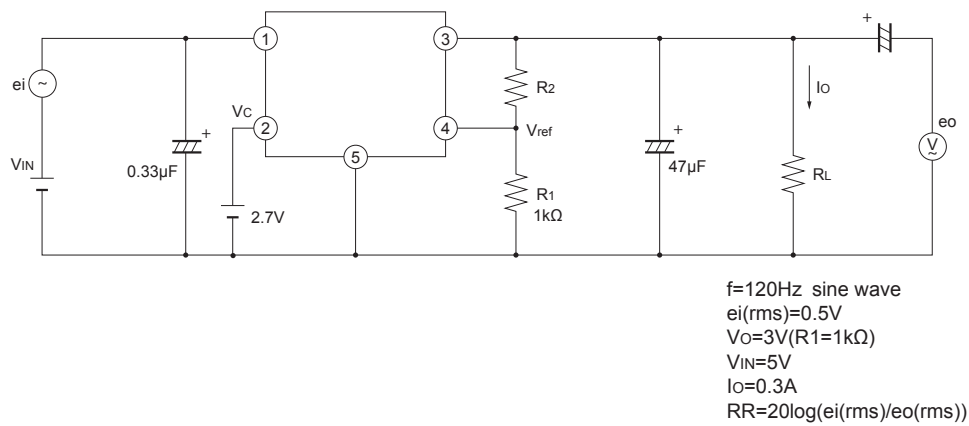 +
1
3
ei
~
R2
IO
VC
2
4
Vref
eo
+
+
V
~
VIN
0.33µF
5
47µF
RL
R1
1kΩ
2.7V
f=120Hz sine wave
ei(rms)=0.5V
VO=3V(R1=1kΩ)
VIN=5V
IO=0.3A
RR=20log(ei(rms)/eo(rms))